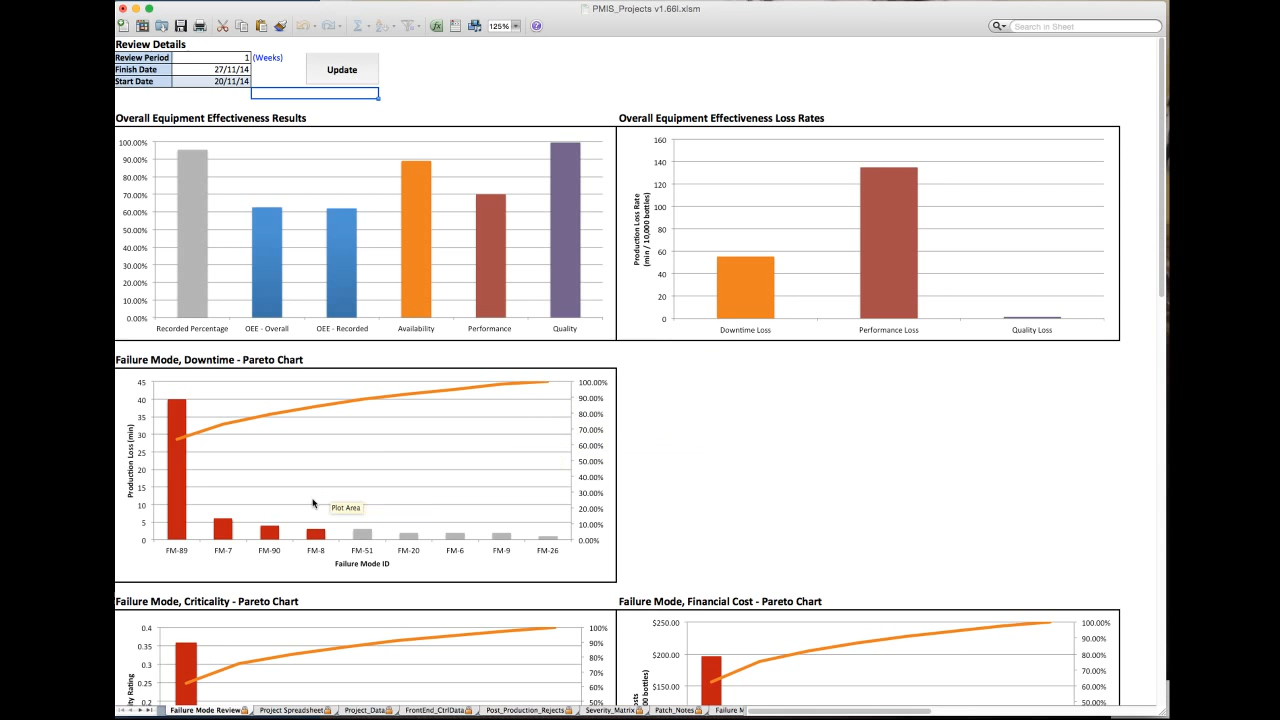 PMIS_Projects v1.66l.xlsm
125%
Search in Sheet
Review Details
Review Period 1 (Weeks)
Finish Date 27/11/14
Start Date 20/11/14
Update
Overall Equipment Effectiveness Results
100.00%
90.00%
80.00%
70.00%
60.00%
50.00%
40.00%
30.00%
20.00%
10.00%
0.00%
Recorded Percentage OEE - Overall OEE - Recorded Availability Performance Quality
Overall Equipment Effectiveness Loss Rates
Production Loss Rate
(min / 10,000 bottles)
160
140
120
100
80
60
40
20
0
Downtime Loss Performance Loss Quality Loss
Failure Mode, Downtime - Pareto Chart
Production Loss (min)
45
40
35
30
25
20
15
10
5
0
100.00%
90.00%
80.00%
70.00%
60.00%
50.00%
40.00%
30.00%
20.00%
10.00%
0.00%
Plot Area
FM-89 FM-7 FM-90 FM-8 FM-51 FM-20 FM-6 FM-9 FM-26
Failure Mode ID
Failure Mode, Criticality - Pareto Chart
0.4
0.35
0.3
0.25
0.2
100%
90%
80%
70%
60%
50%
Rating
Failure Mode, Financial Cost - Pareto Chart
$250.00
$200.00
$150.00
100.00%
90.00%
80.00%
70.00%
60.00%
50.00%
bottles)
Failure Mode Review Project Spreadsheet Project_Data FrontEnd_CtrlData Post_Production_Rejects Severity_Matrix Patch_Notes Failure M